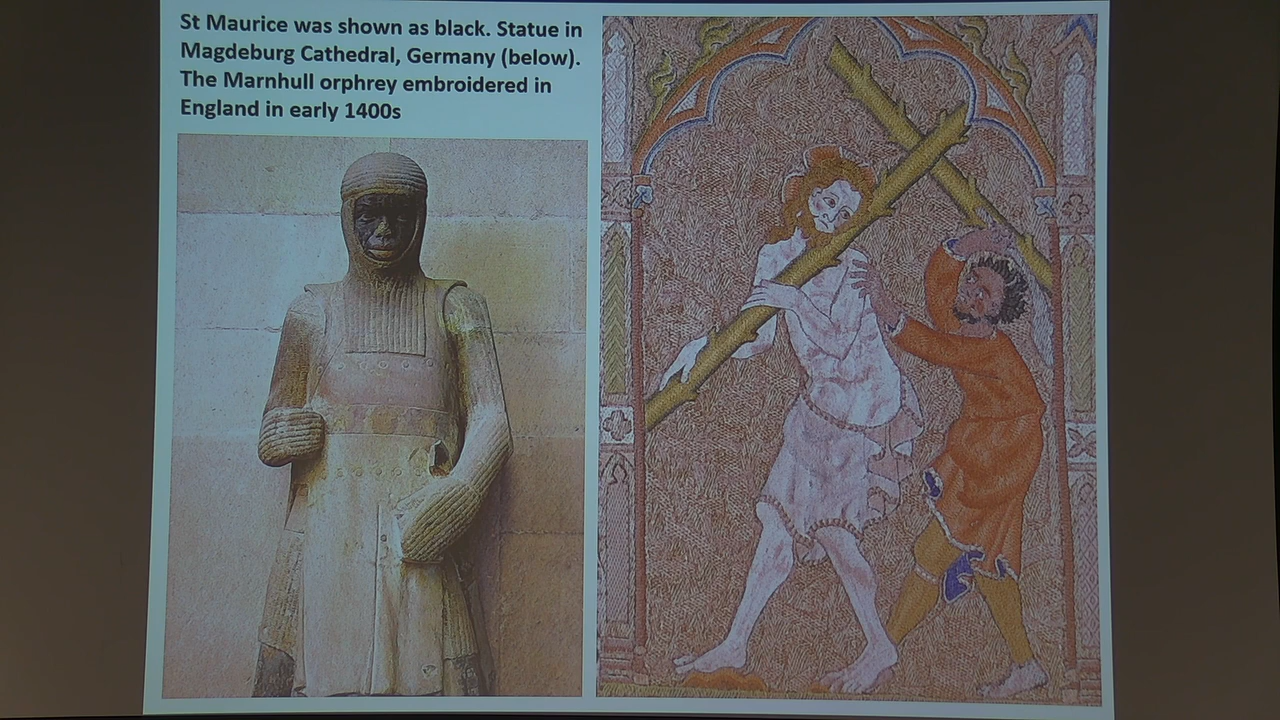 St Maurice was shown as black. Statue in
Magdeburg Cathedral, Germany (below).
The Marnhull orphrey embroidered in
England in early 1400s